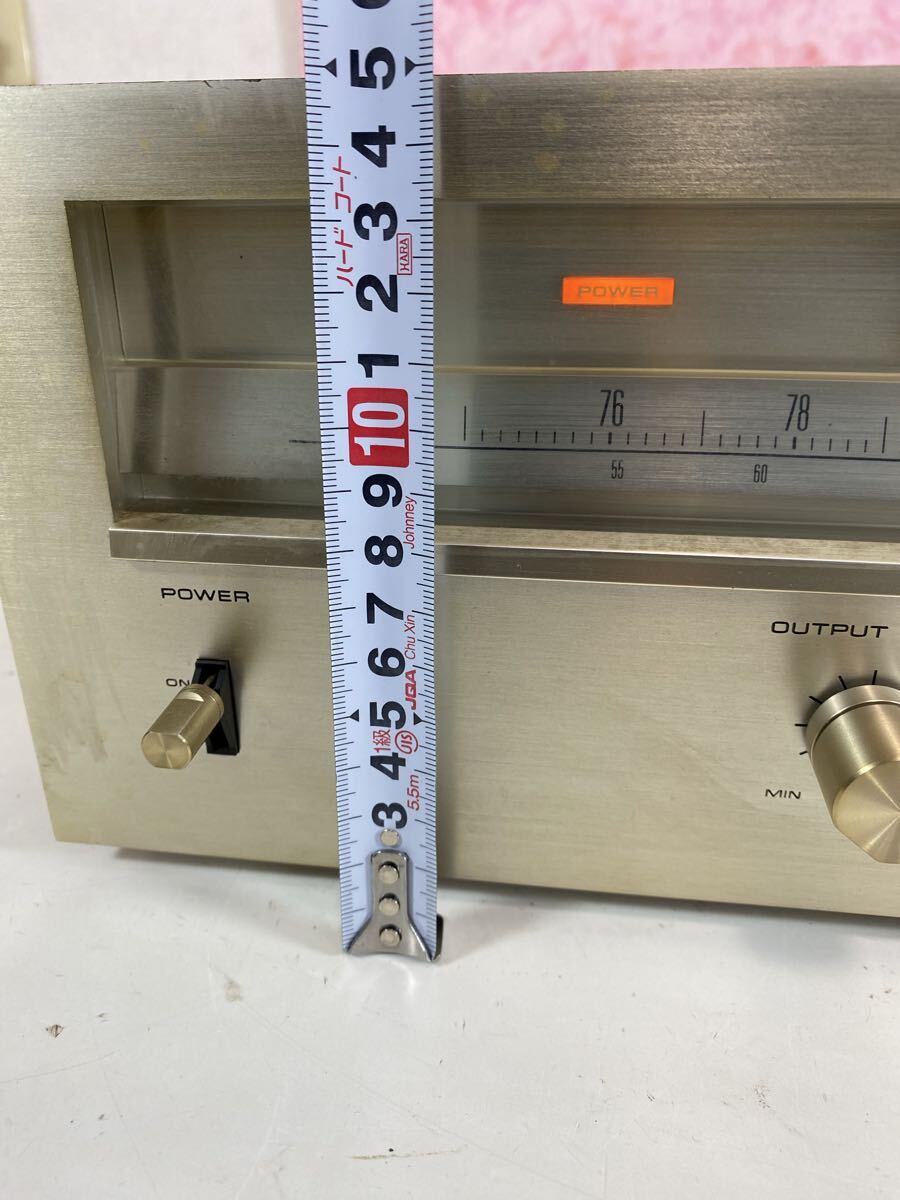 6
5
4
3
2
1
10
9
8
7
6
5
4
3
ハード コート
HARA
Johnney
Chu Xin
JQA
1級
5.5m
POWER
76 78
55 60
POWER
ON
OUTPUT
MIN